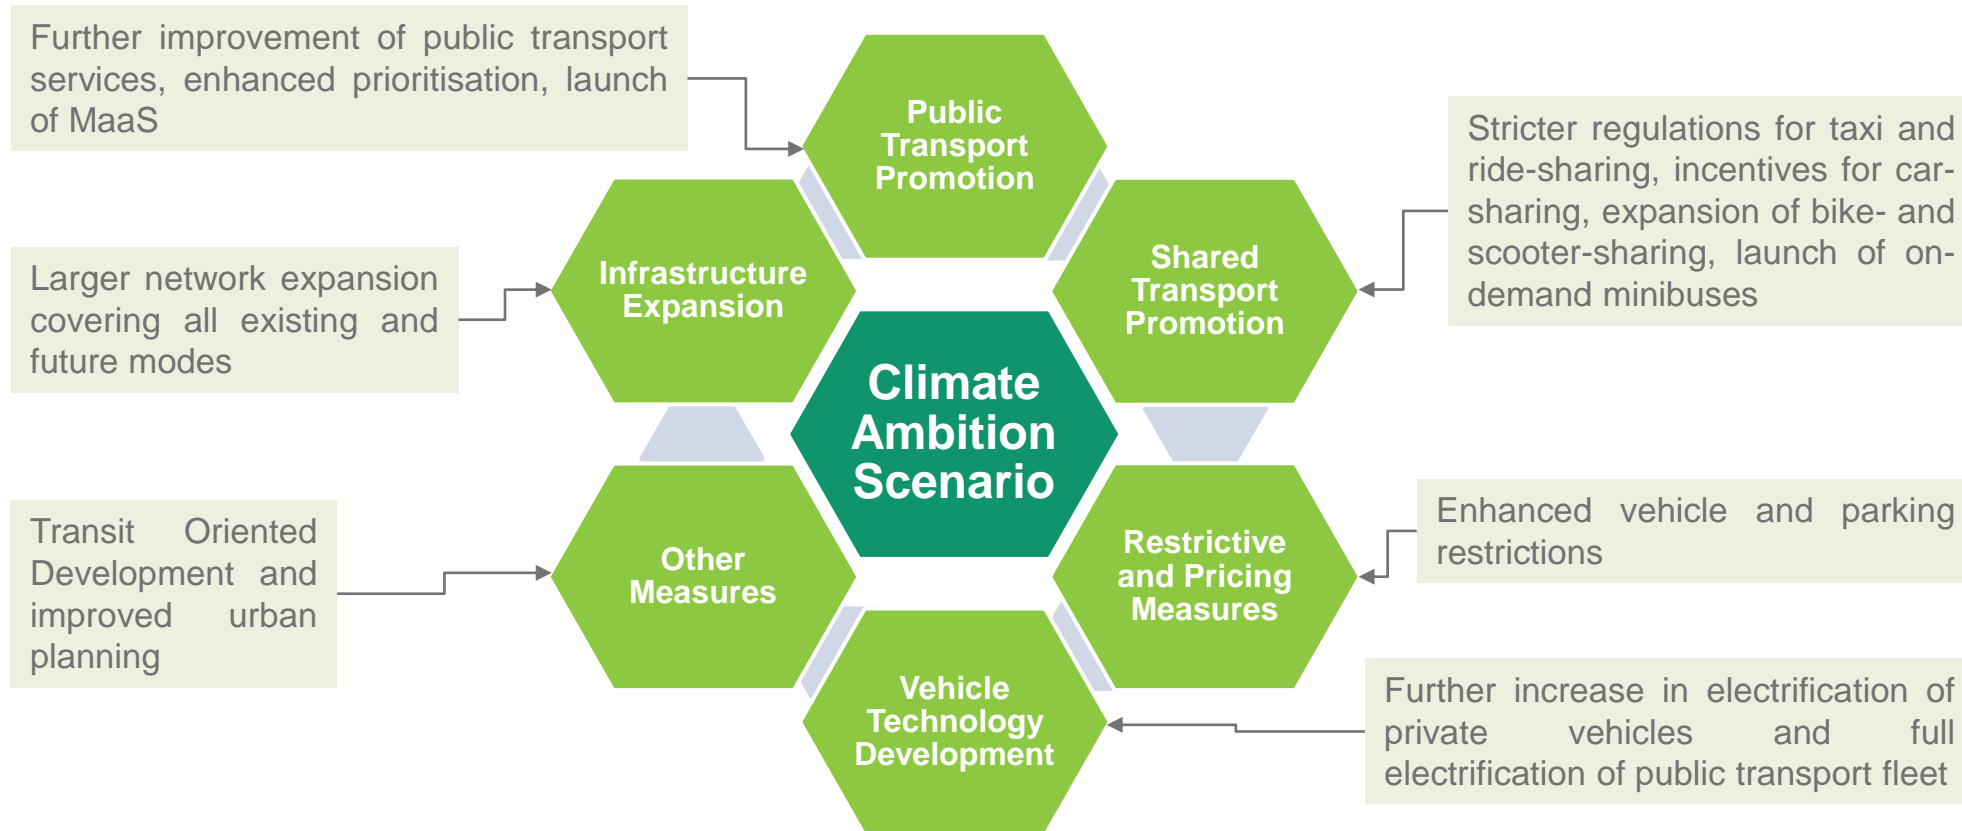 Further improvement of public transport
services, enhanced prioritisation, launch
of MaaS
Public
Transport
Promotion
Stricter regulations for taxi and
ride-sharing, incentives for car-
sharing, expansion of bike- and
scooter-sharing, launch of on-
demand minibuses
Shared
Transport
Promotion
Larger network expansion
covering all existing and
future modes
Infrastructure
Expansion
Climate
Ambition
Scenario
Transit Oriented
Development and
improved urban
planning
Other
Measures
Restrictive
and Pricing
Measures
Enhanced vehicle and parking
restrictions
Vehicle
Technology
Development
Further increase in electrification of
private vehicles and full
electrification of public transport fleet